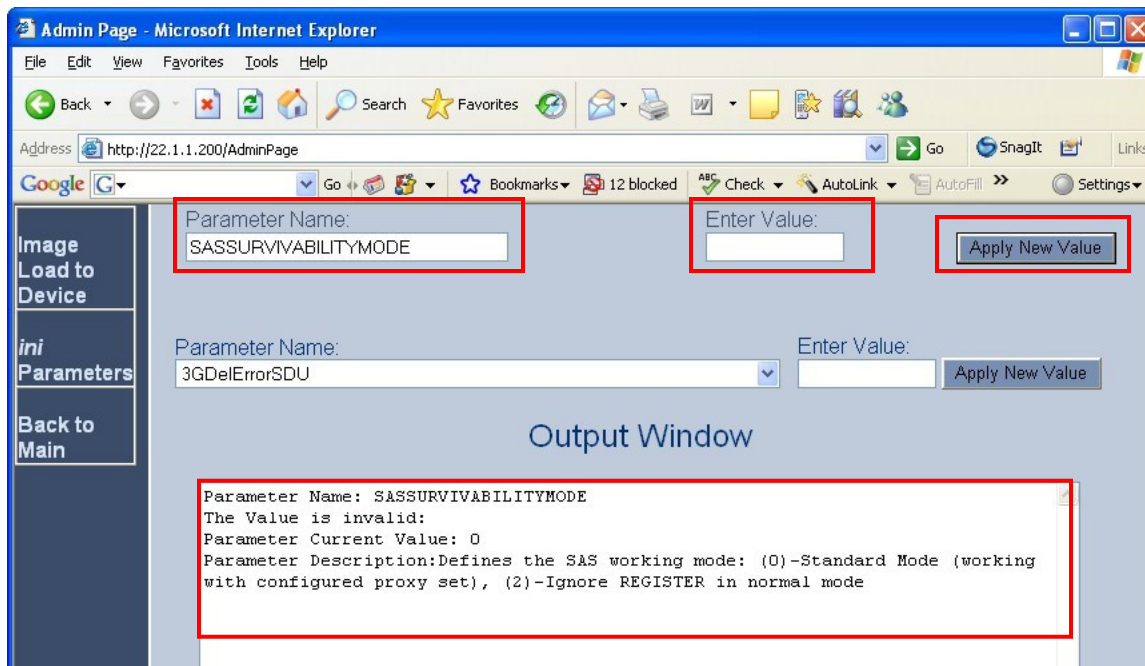 Admin Page - Microsoft Internet Explorer
File Edit View Favorites Tools Help
Back Search Favorites
Address http://22.1.1.200/AdminPage Go SnagIt Links
Google G Go Bookmarks 12 blocked ABC Check AutoLink AutoFill >> Settings
Parameter Name: Enter Value:
SASSURVIVABILITYMODE Apply New Value
Image
Load to
Device
ini
Parameters
Back to
Main
Parameter Name: Enter Value:
3GDelErrorSDU Apply New Value
Output Window
Parameter Name: SASSURVIVABILITYMODE
The Value is invalid:
Parameter Current Value: 0
Parameter Description:Defines the SAS working mode: (0)-Standard Mode (working
with configured proxy set), (2)-Ignore REGISTER in normal mode